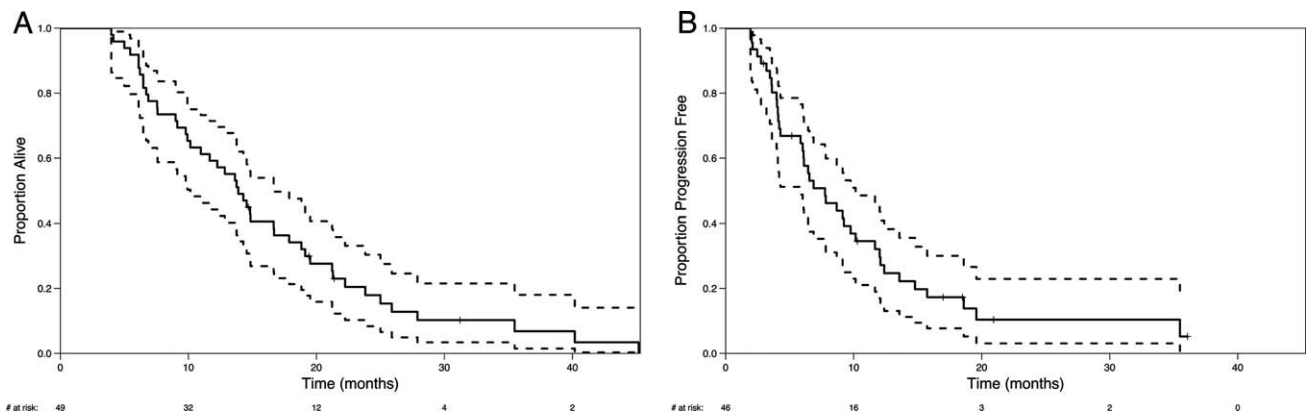 A
Proportion Alive
1.0
0.8
0.6
0.4
0.2
0.0
0 10 20 30 40
Time (months)
# at risk: 49 32 12 4 2
B
Proportion Progression Free
1.0
0.8
0.6
0.4
0.2
0.0
0 10 20 30 40
Time (months)
# at risk: 46 16 3 2 0